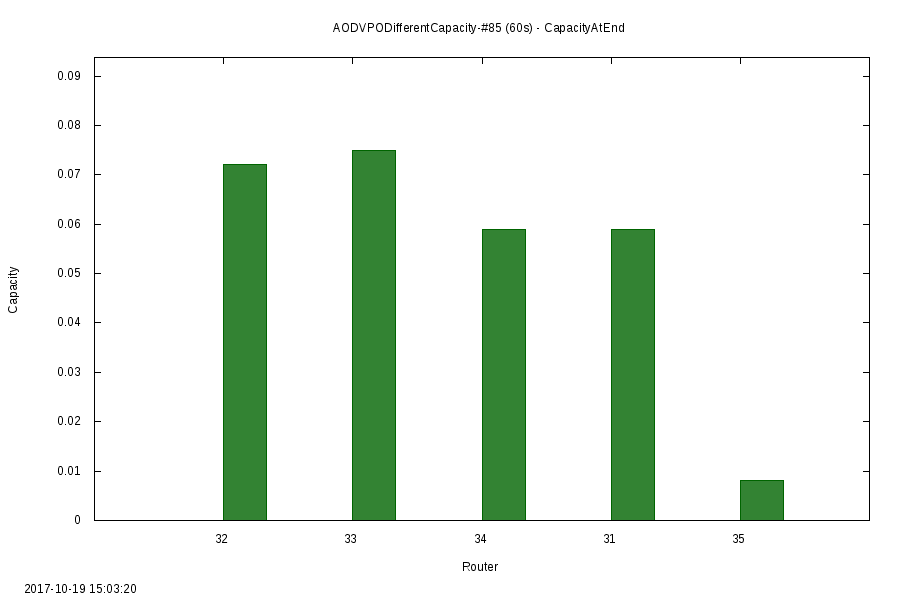 AODVPODifferentCapacity-#85 (60s) - CapacityAtEnd
0.09
0.08
0.07
0.06
0.05
0.04
0.03
0.02
0.01
0
Capacity
32 33 34 31 35
Router
2017-10-19 15:03:20